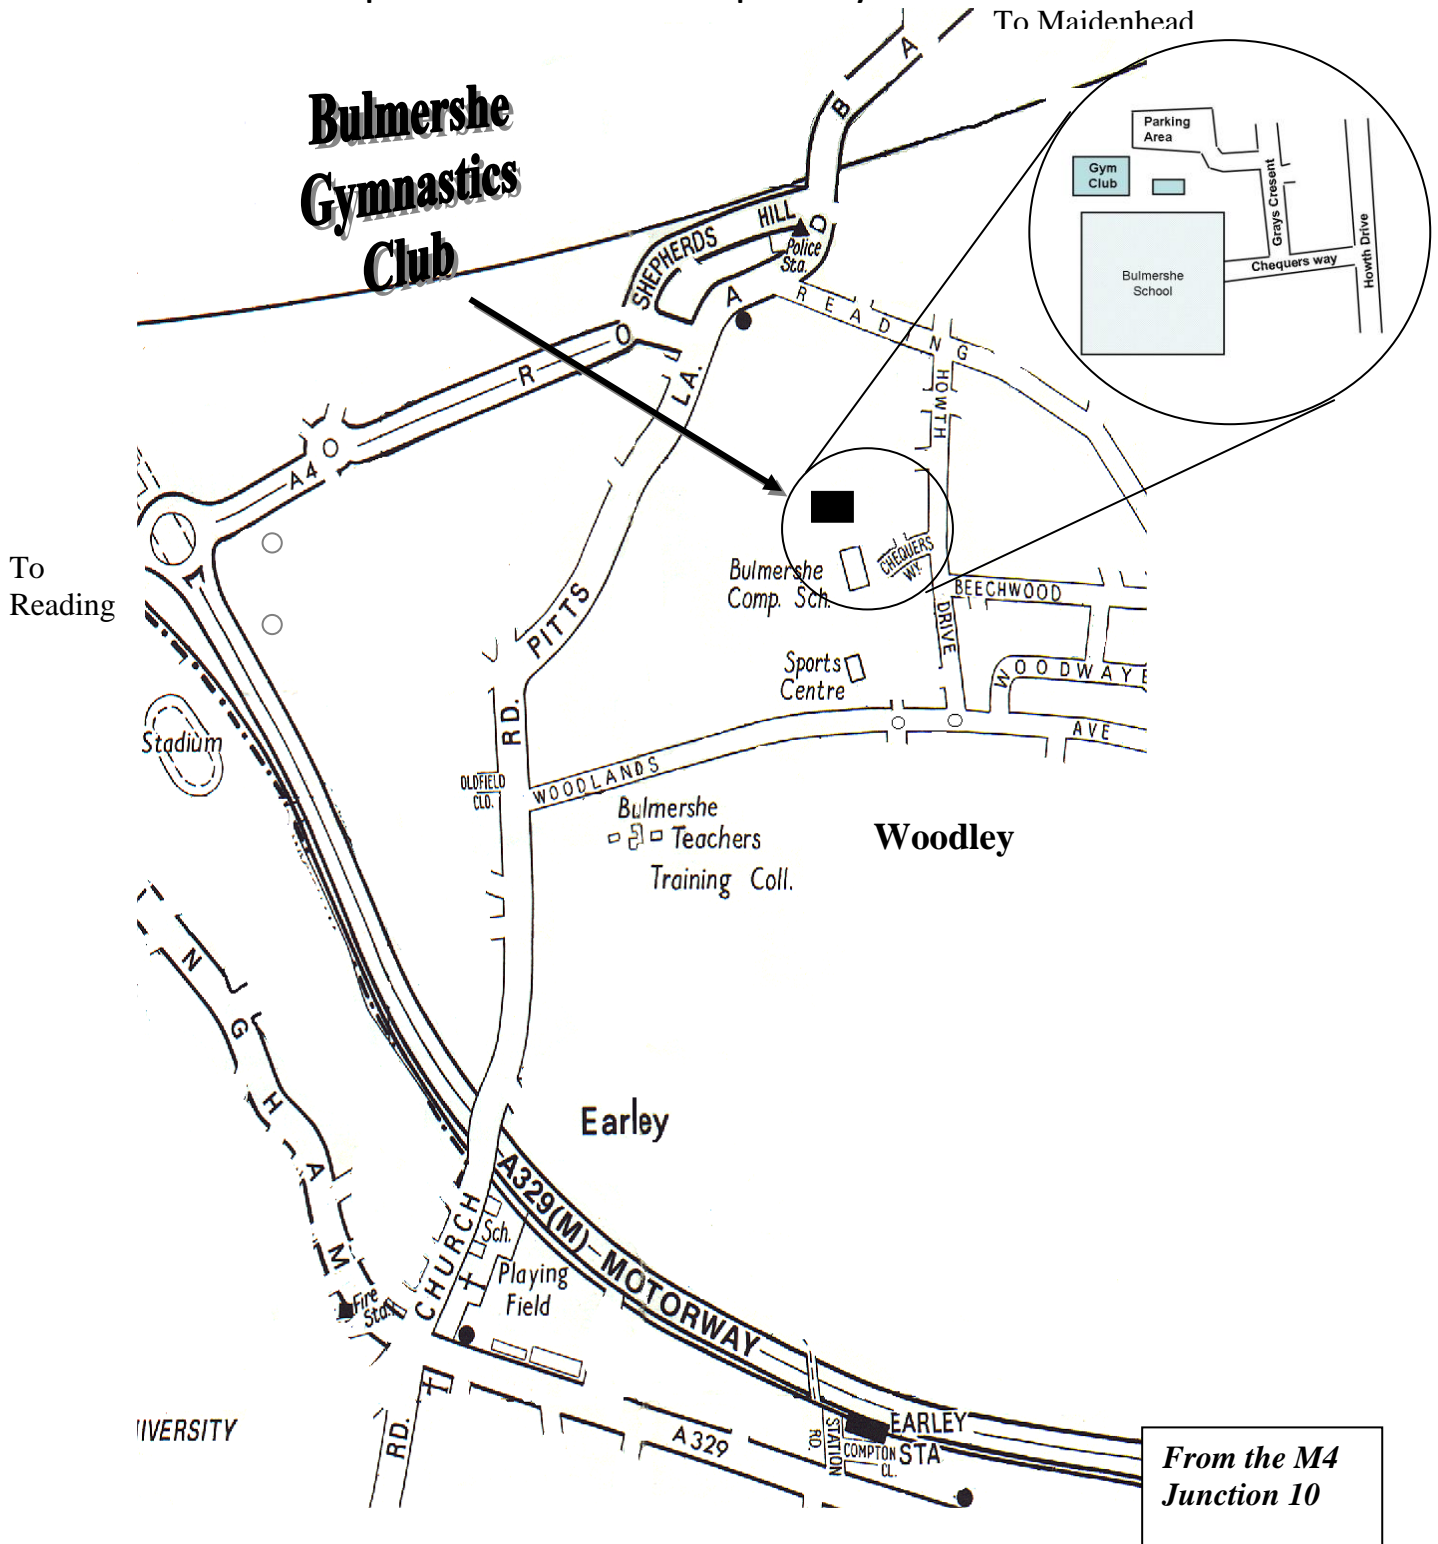 To Maidenhead
Bulmershe
Gymnastics
Club
Parking
Area
Gym
Club
Grays Cresent
Howth Drive
Chequers way
Bulmershe
School
BATH ROAD
SHEPHERDS HILL
Police
Sta.
READING
HOWTH
DRIVE
A4
PITTS LA.
To
Reading
CHEQUERS
WY.
Bulmershe
Comp. Sch.
BEECHWOOD
Sports
Centre
WOODWAYE
WOODLANDS AVE
Stadium
OLDFIELD
CLO.
Bulmershe
Teachers
Training Coll.
Woodley
CHURCH RD.
NGHAM
Earley
A329(M) MOTORWAY
Sch.
Playing
Field
Fire
Sta.
IVERSITY
RD.
A329
STATION
RD.
COMPTON
CL.
EARLEY
STA
From the M4
Junction 10